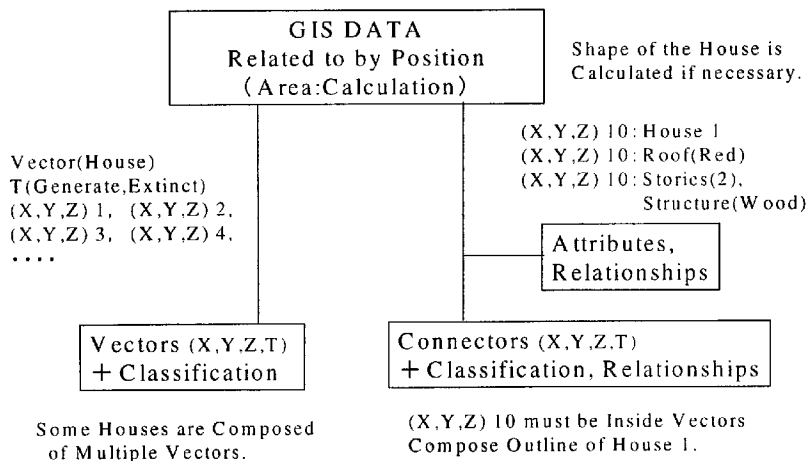 GIS DATA
Related to by Position
(Area:Calculation)
Shape of the House is
Calculated if necessary.
Vector(House)
T(Generate,Extinct)
(X,Y,Z) 1, (X,Y,Z) 2,
(X,Y,Z) 3, (X,Y,Z) 4,
....
(X,Y,Z) 10: House 1
(X,Y,Z) 10: Roof(Red)
(X,Y,Z) 10: Stories(2),
Structure(Wood)
Attributes,
Relationships
Vectors (X,Y,Z,T)
+ Classification
Connectors (X,Y,Z,T)
+ Classification, Relationships
Some Houses are Composed
of Multiple Vectors.
(X,Y,Z) 10 must be Inside Vectors
Compose Outline of House 1.